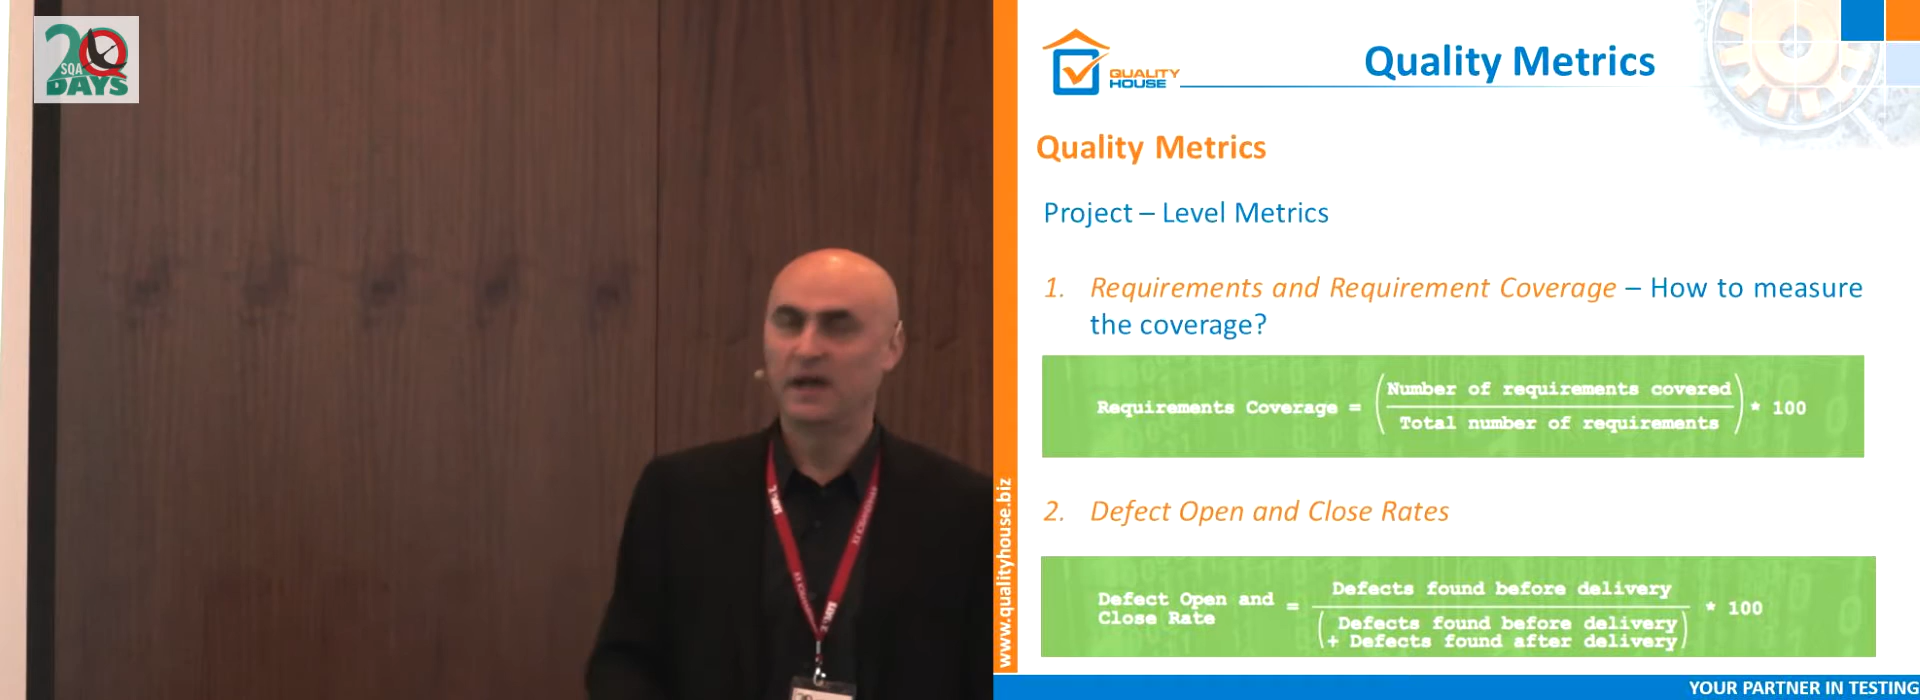 20
SQA
DAYS
QUALITY
HOUSE
Quality Metrics
Quality Metrics
Project – Level Metrics
1. Requirements and Requirement Coverage – How to measure
the coverage?
Requirements Coverage = ( Number of requirements covered / Total number of requirements ) * 100
2. Defect Open and Close Rates
Defect Open and
Close Rate = Defects found before delivery / ( Defects found before delivery
+ Defects found after delivery ) * 100
www.qualityhouse.biz
YOUR PARTNER IN TESTING